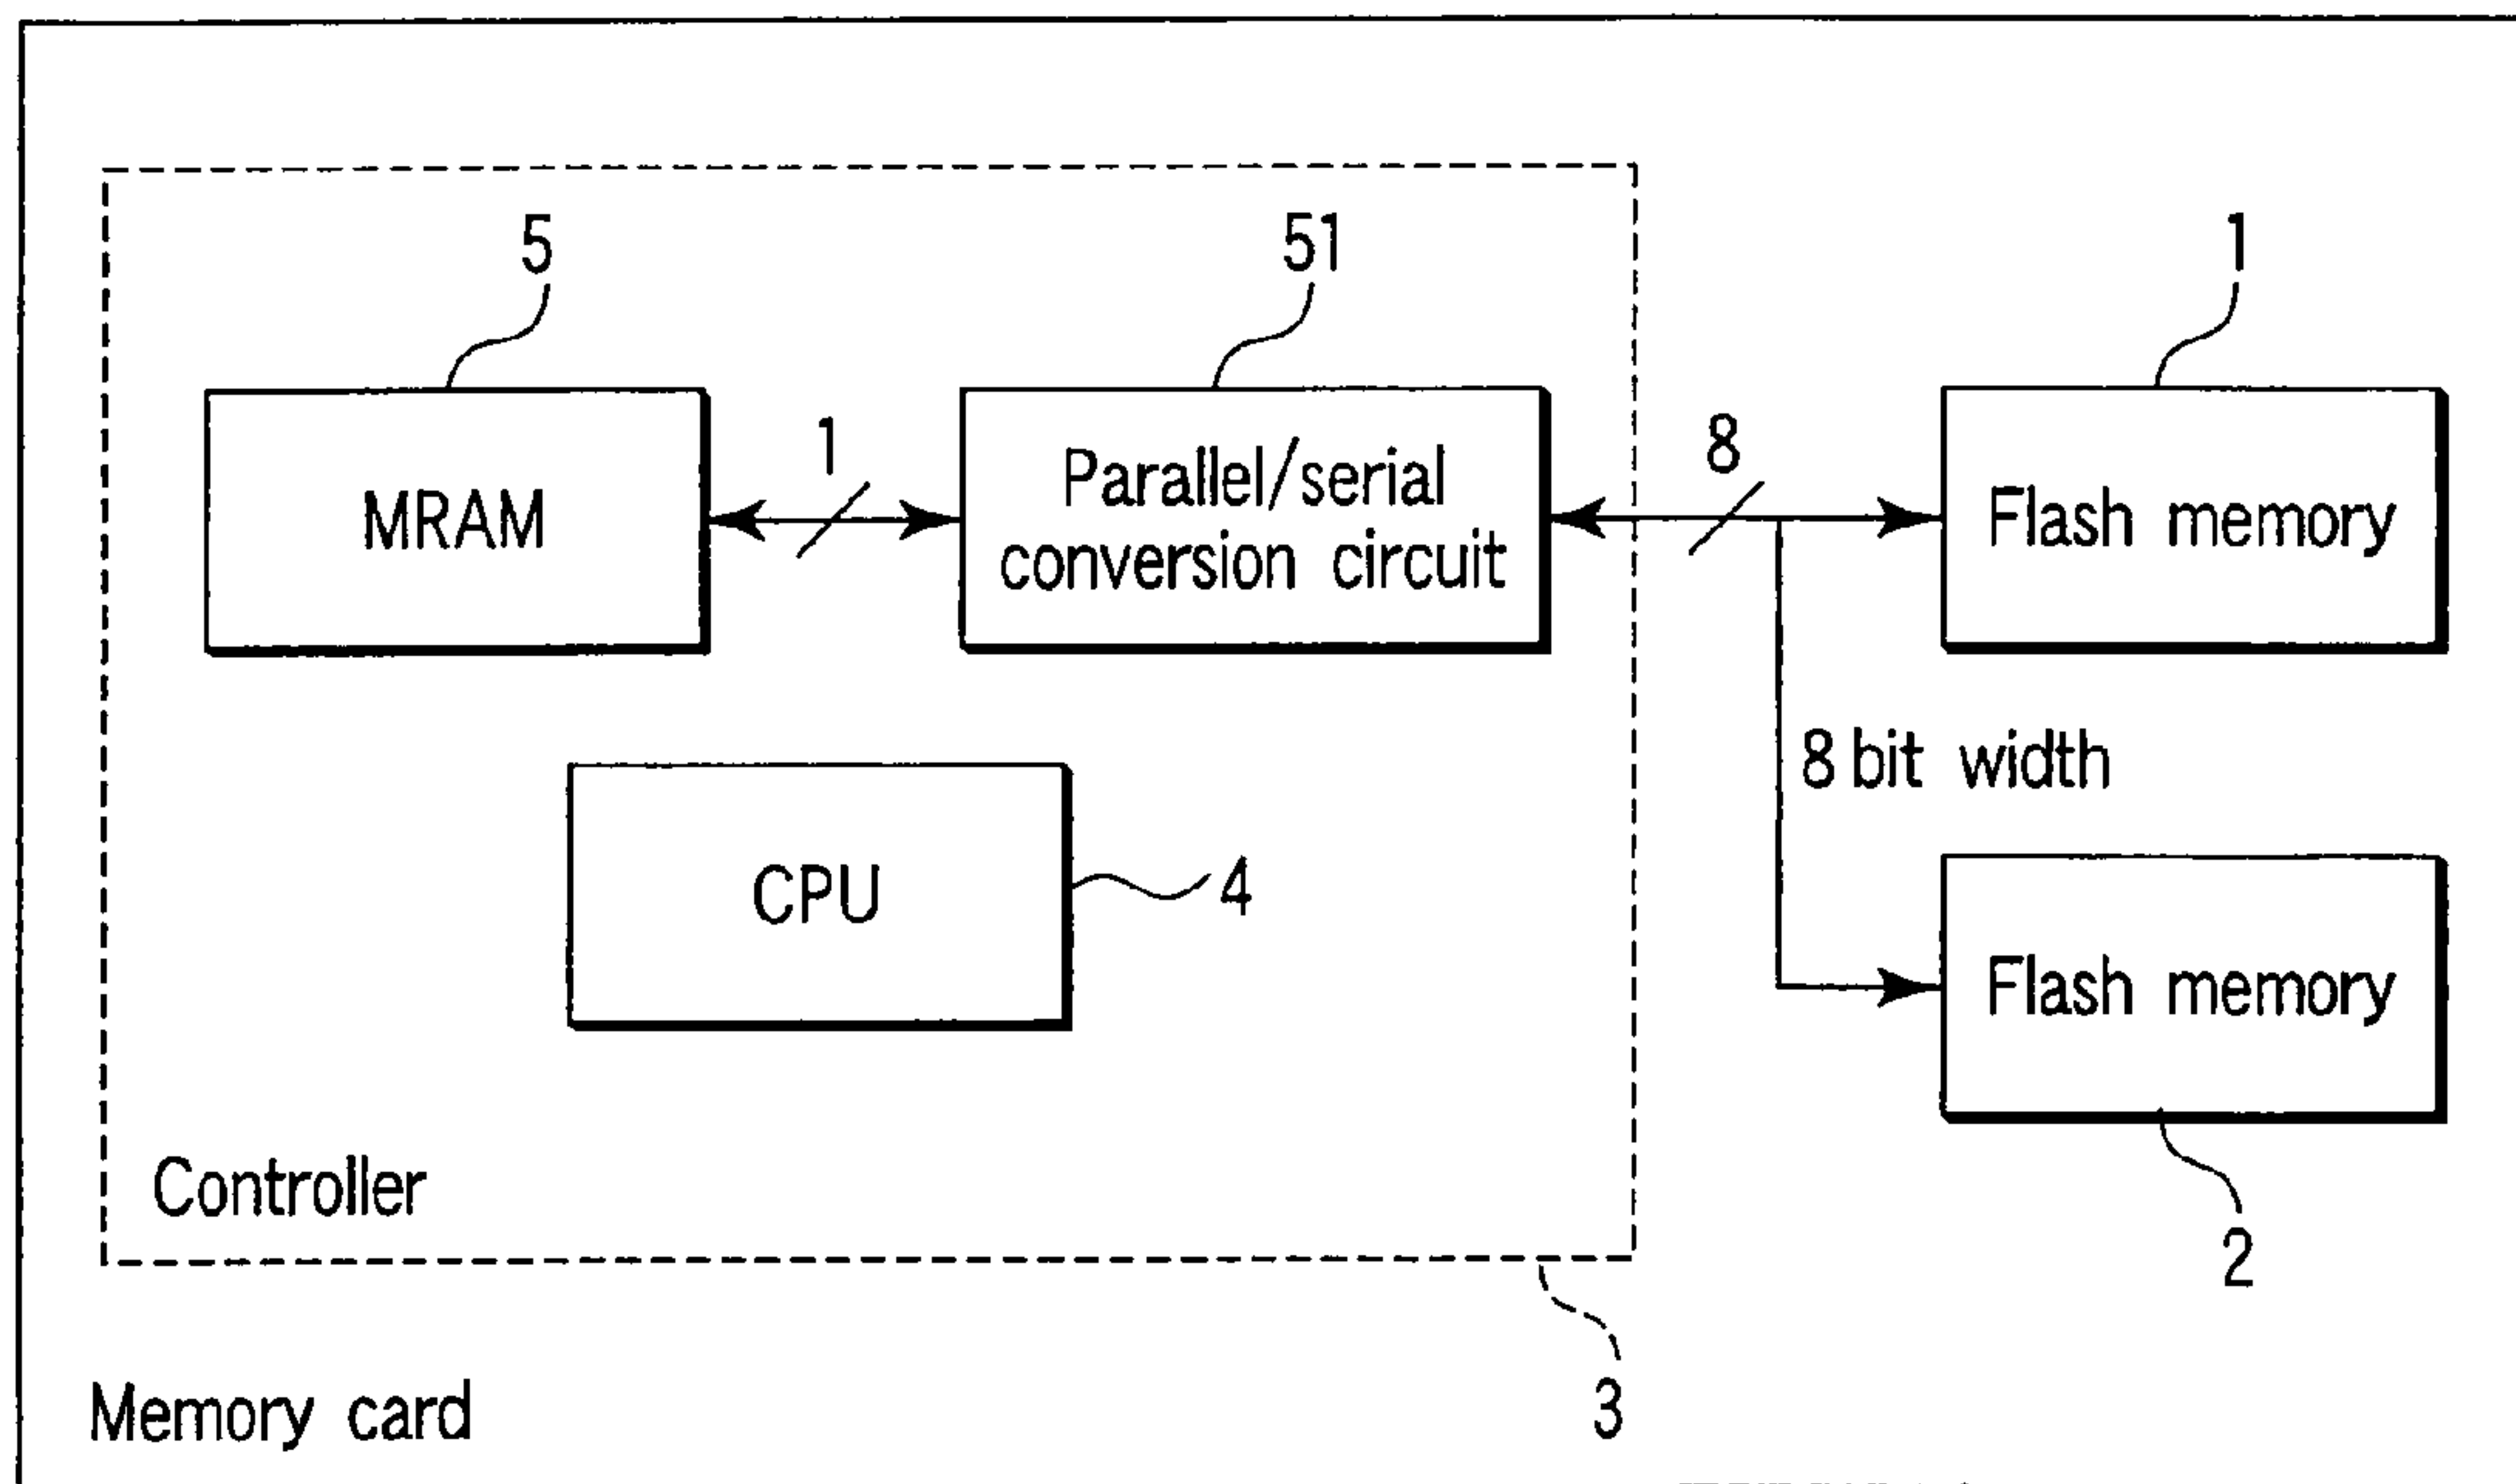 5
51
1
1
8
MRAM
Parallel/serial
conversion circuit
Flash memory
8 bit width
CPU
4
Flash memory
Controller
2
3
Memory card